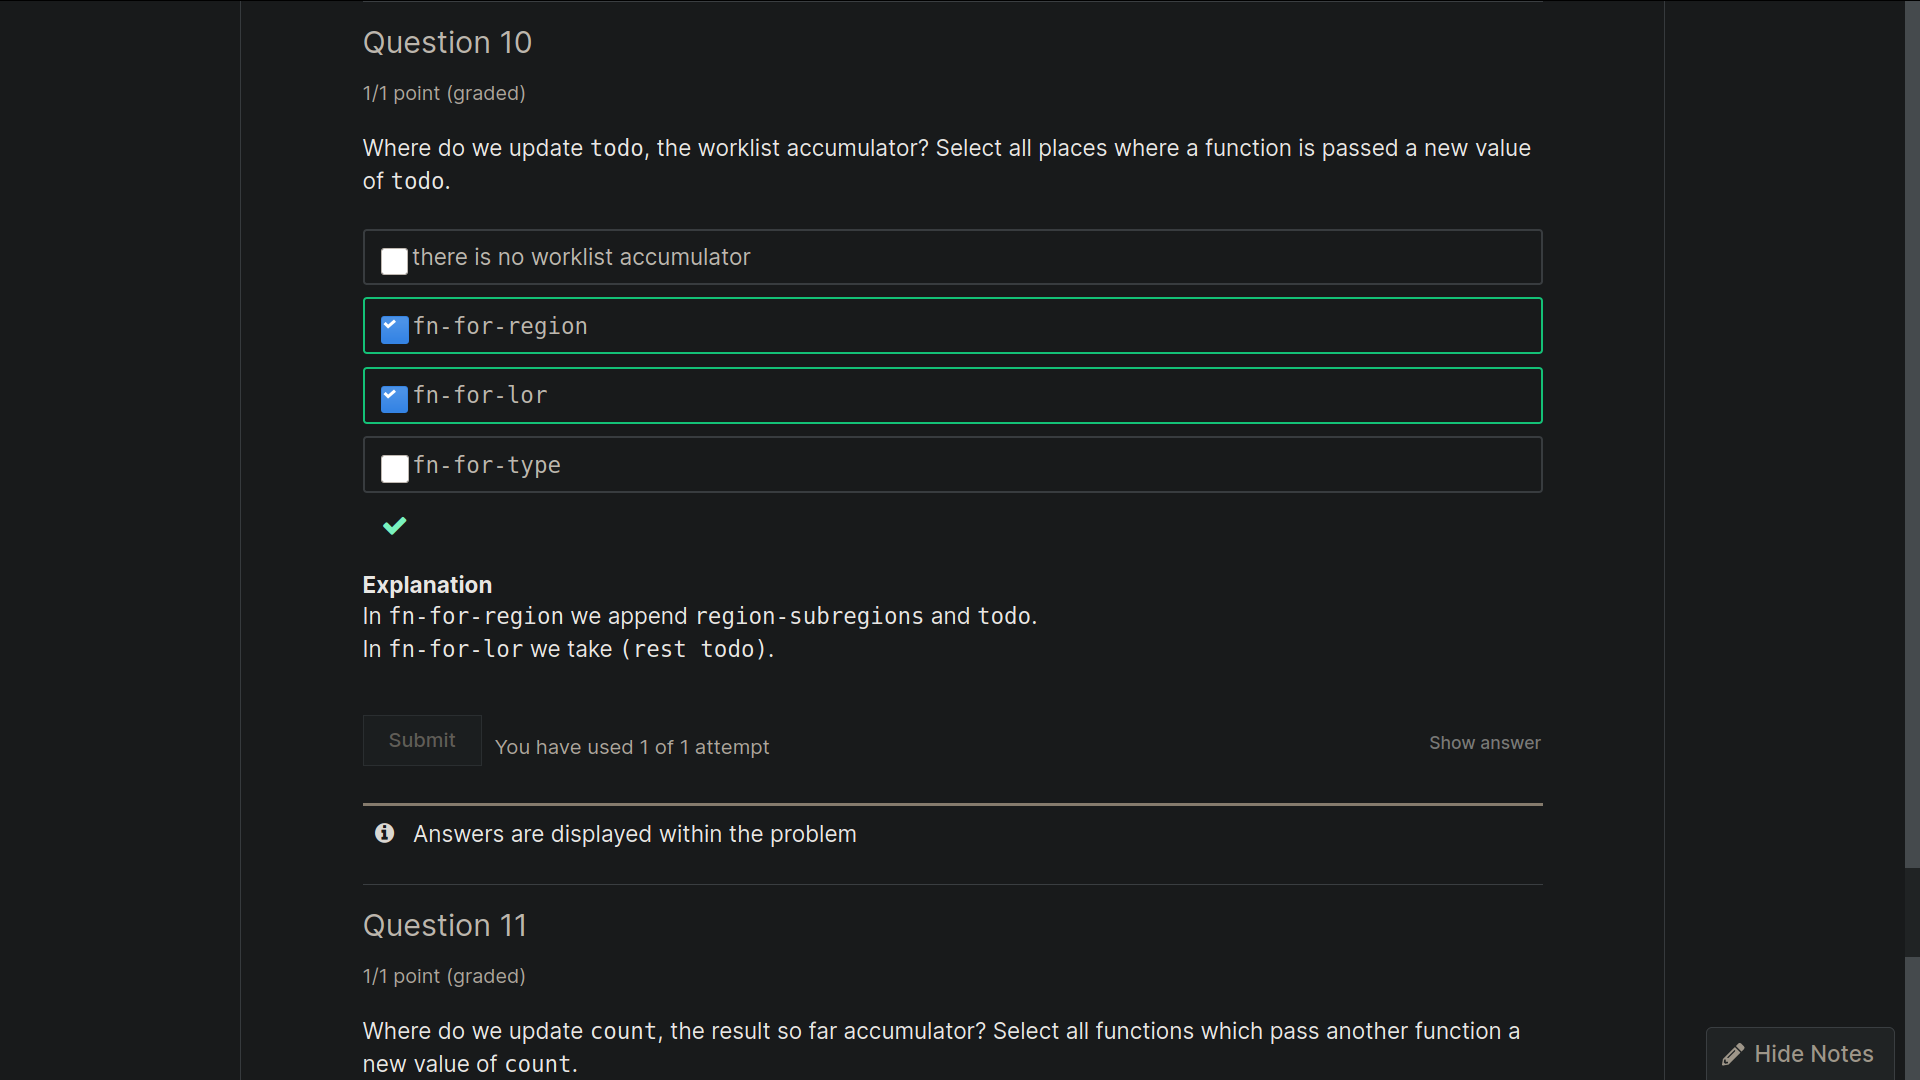 Question 10
1/1 point (graded)
Where do we update todo, the worklist accumulator? Select all places where a function is passed a new value
of todo.
there is no worklist accumulator
fn-for-region
fn-for-lor
fn-for-type
Explanation
In fn-for-region we append region-subregions and todo.
In fn-for-lor we take (rest todo).
Submit
You have used 1 of 1 attempt
Show answer
Answers are displayed within the problem
Question 11
1/1 point (graded)
Where do we update count, the result so far accumulator? Select all functions which pass another function a
new value of count.
Hide Notes